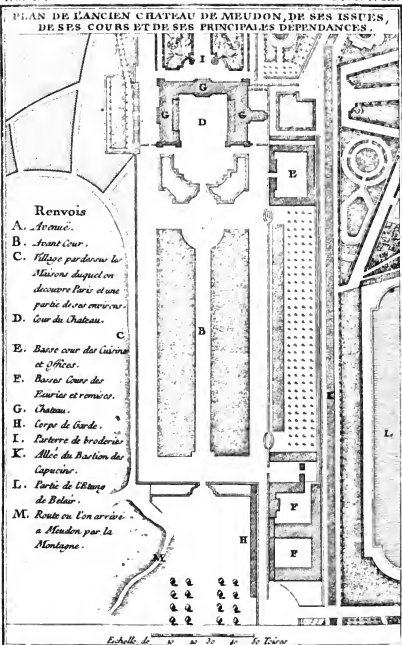 PLAN DE L'ANCIEN CHATEAU DE MEUDON, DE SES ISSUES,
DE SES COURS ET DE SES PRINCIPALES DEPENDANCES.
I
G
G
G
D
E
Renvois
A. Avenuë.
B. Avant Cour.
C. Village pardessus les
Maisons duquel on
decouvre Paris et une
partie de ses environs.
D. Cour du Chateau.
C
E. Basse cour des Cuisines
et Offices.
F. Basses Cours des
Ecuries et remises.
G. Chateau.
H. Corps de Garde.
I. Parterre de broderies
K. Allée du Bastion des
Capucins.
L. Partie de l'Etang
de Belair.
M. Route ou l'on arrive
a Meudon par la
Montagne.
B
K
L
F
F
H
M
Echelle de 10 20 30 40 50 Toises